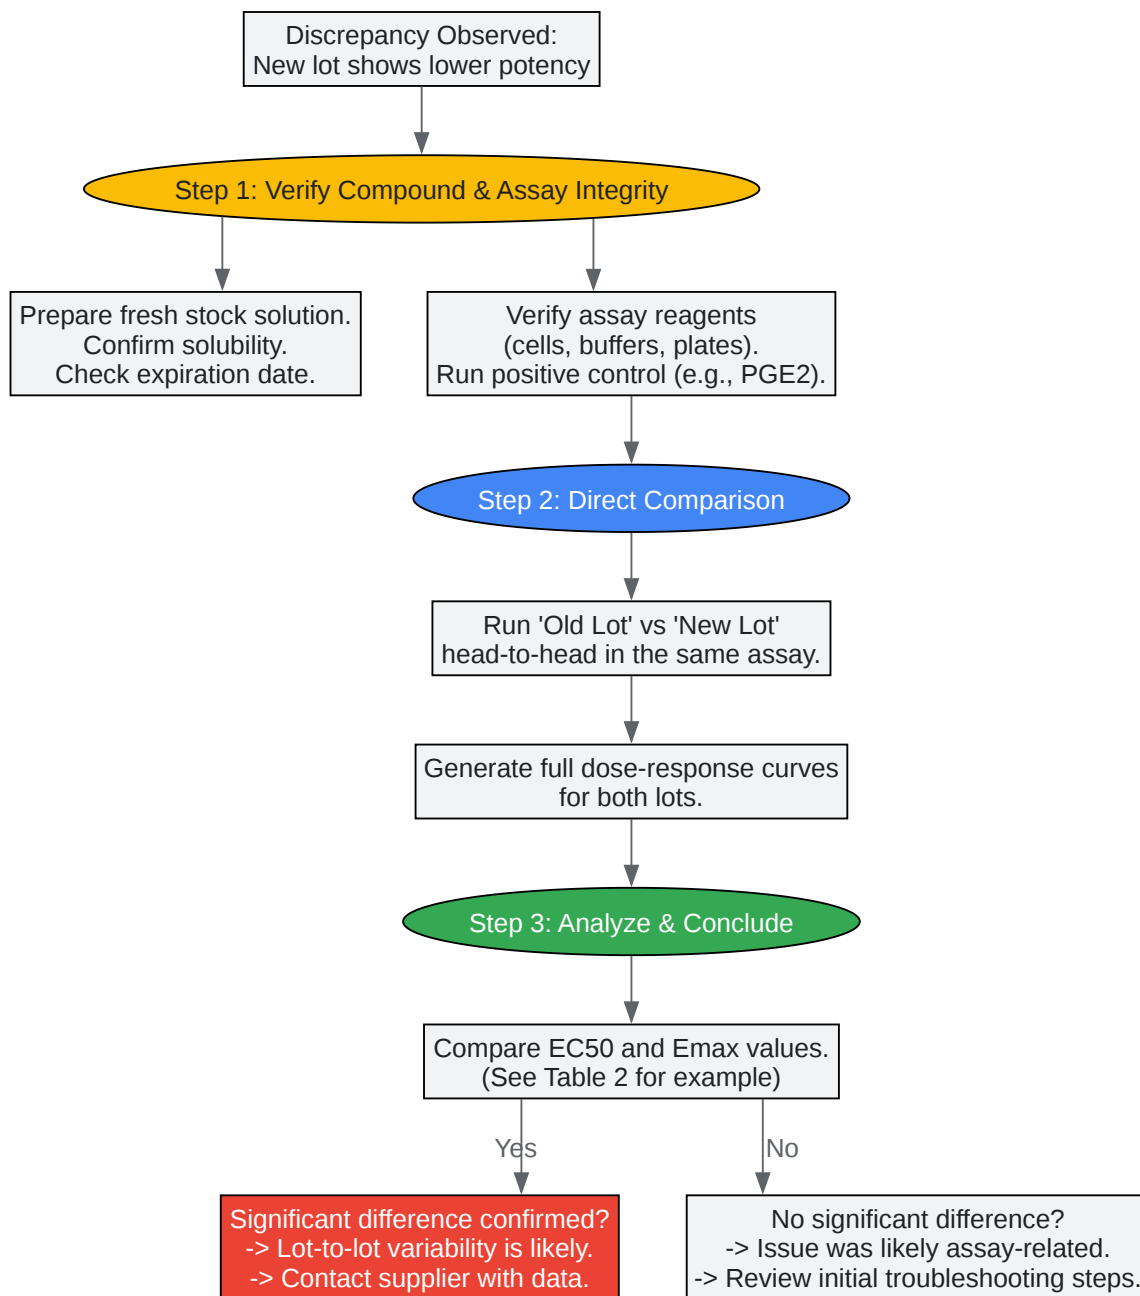 Discrepancy Observed:
New lot shows lower potency
Step 1: Verify Compound & Assay Integrity
Prepare fresh stock solution.
Confirm solubility.
Check expiration date.
Verify assay reagents
(cells, buffers, plates).
Run positive control (e.g., PGE2).
Step 2: Direct Comparison
Run 'Old Lot' vs 'New Lot'
head-to-head in the same assay.
Generate full dose-response curves
for both lots.
Step 3: Analyze & Conclude
Compare EC50 and Emax values.
(See Table 2 for example)
Yes
No
Significant difference confirmed?
-> Lot-to-lot variability is likely.
-> Contact supplier with data.
No significant difference?
-> Issue was likely assay-related.
-> Review initial troubleshooting steps.